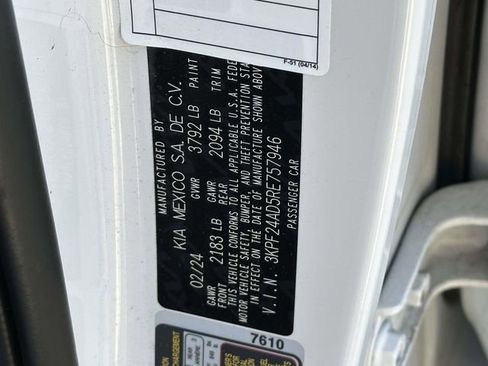 F-51 (04/14)
MANUFACTURED BY
KIA MEXICO S.A. DE C.V.
02/24 GVWR 3792 LB PAINT
GAWR FRONT 2183 LB GAWR REAR 2094 LB TRIM
THIS VEHICLE CONFORMS TO ALL APPLICABLE U.S.A. FEDE
MOTOR VEHICLE SAFETY, BUMPER, AND THEFT PREVENTION STA
IN EFFECT ON THE DATE OF MANUFACTURE SHOWN ABOV
V.I.N. 3KPF24AD5RE757946
PASSENGER CAR
7610